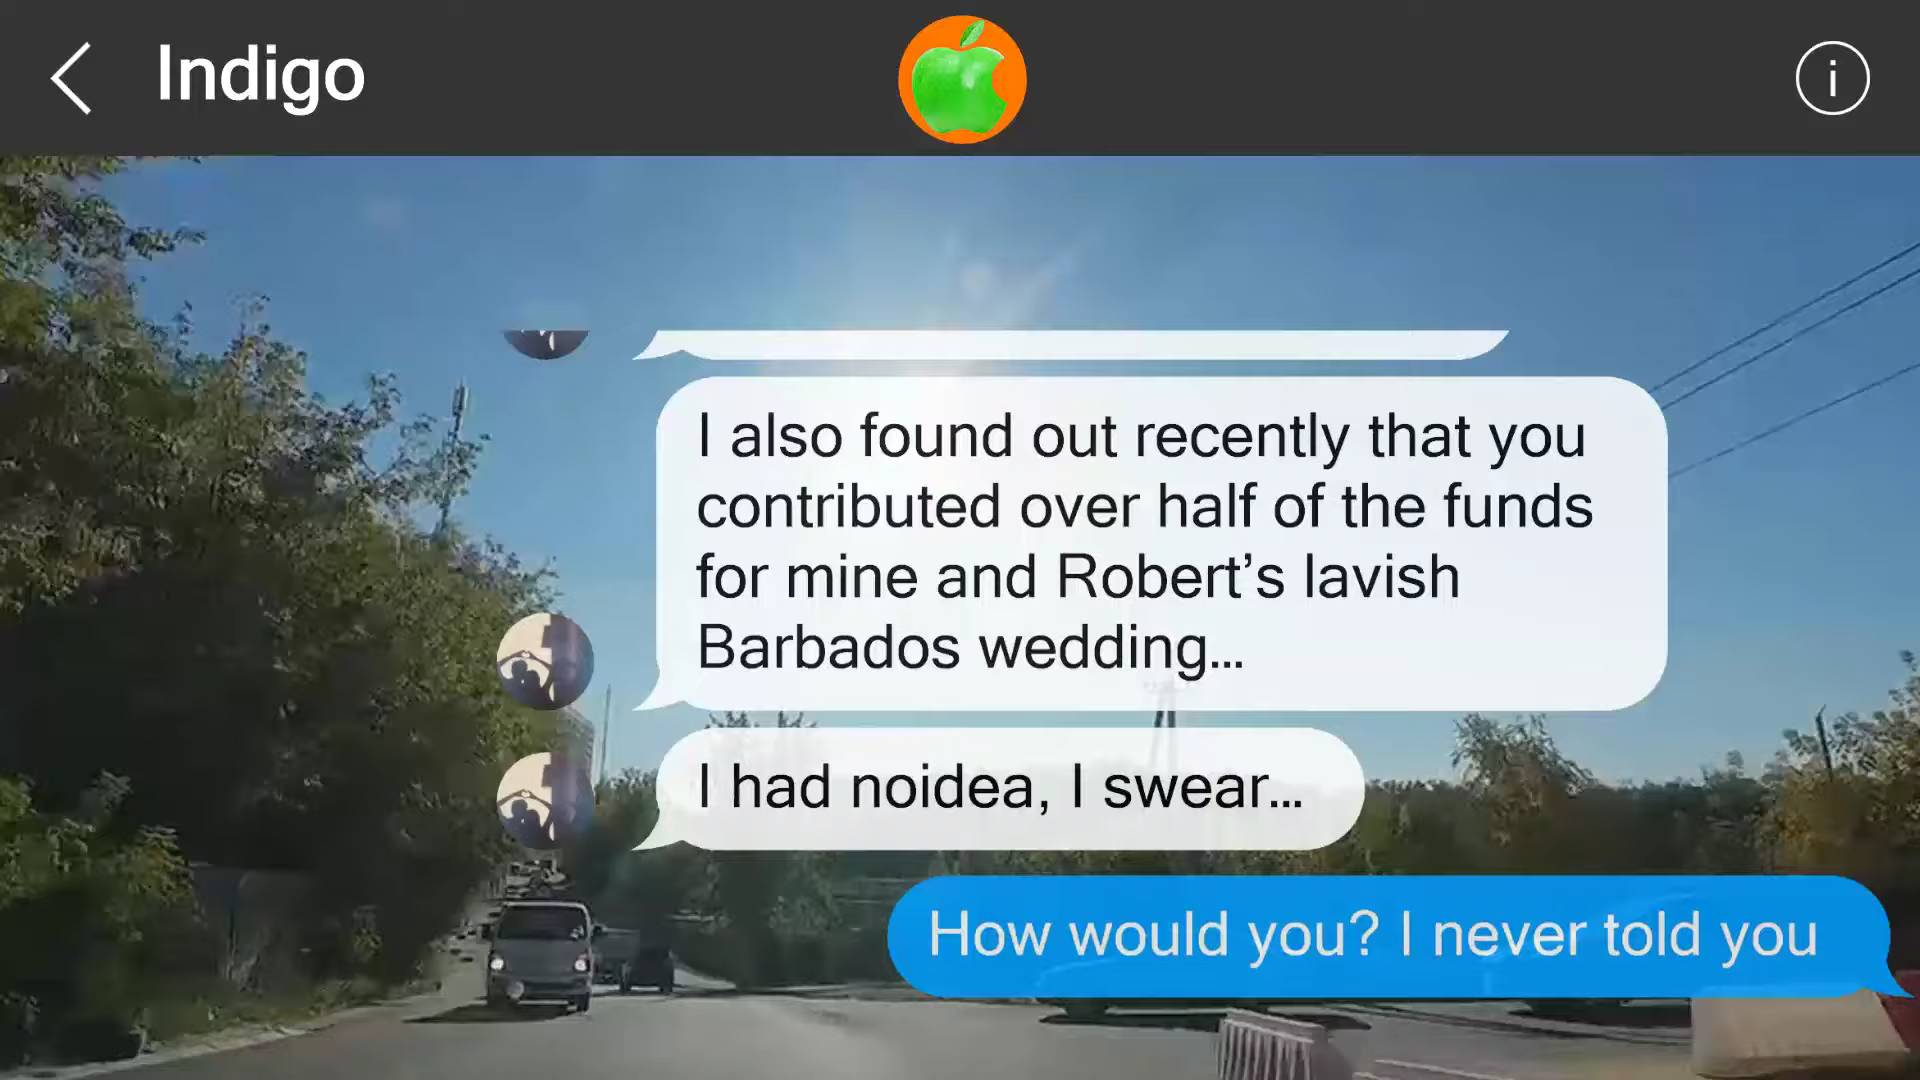 Indigo
i
I also found out recently that you
contributed over half of the funds
for mine and Robert’s lavish
Barbados wedding...
I had noidea, I swear...
How would you? I never told you